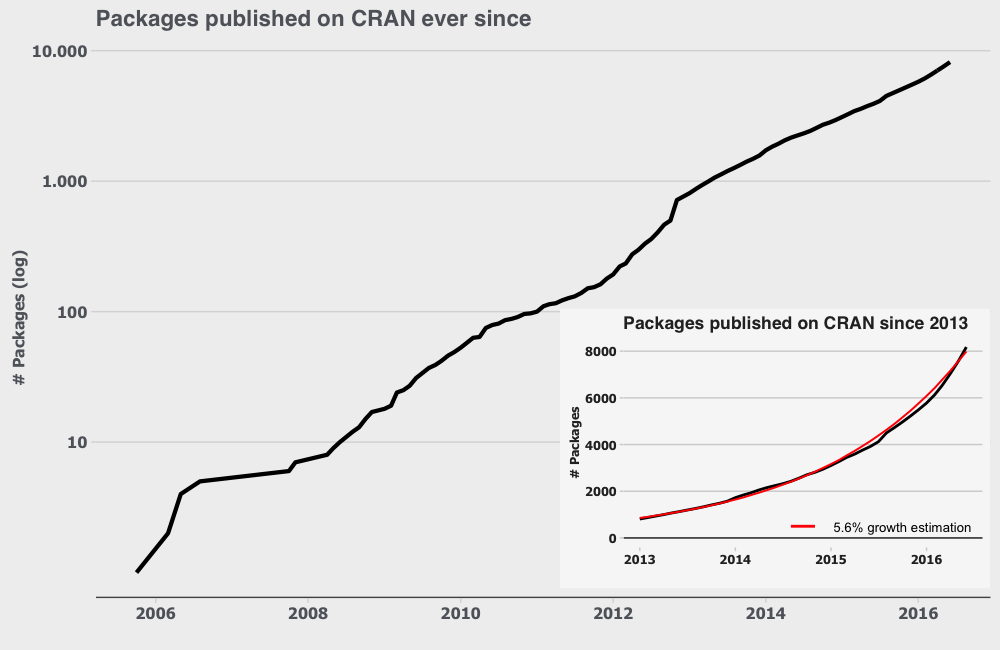 Packages published on CRAN ever since
10.000
1.000
100
10
# Packages (log)
2006 2008 2010 2012 2014 2016
Packages published on CRAN since 2013
8000
6000
4000
2000
0
# Packages
5.6% growth estimation
2013 2014 2015 2016